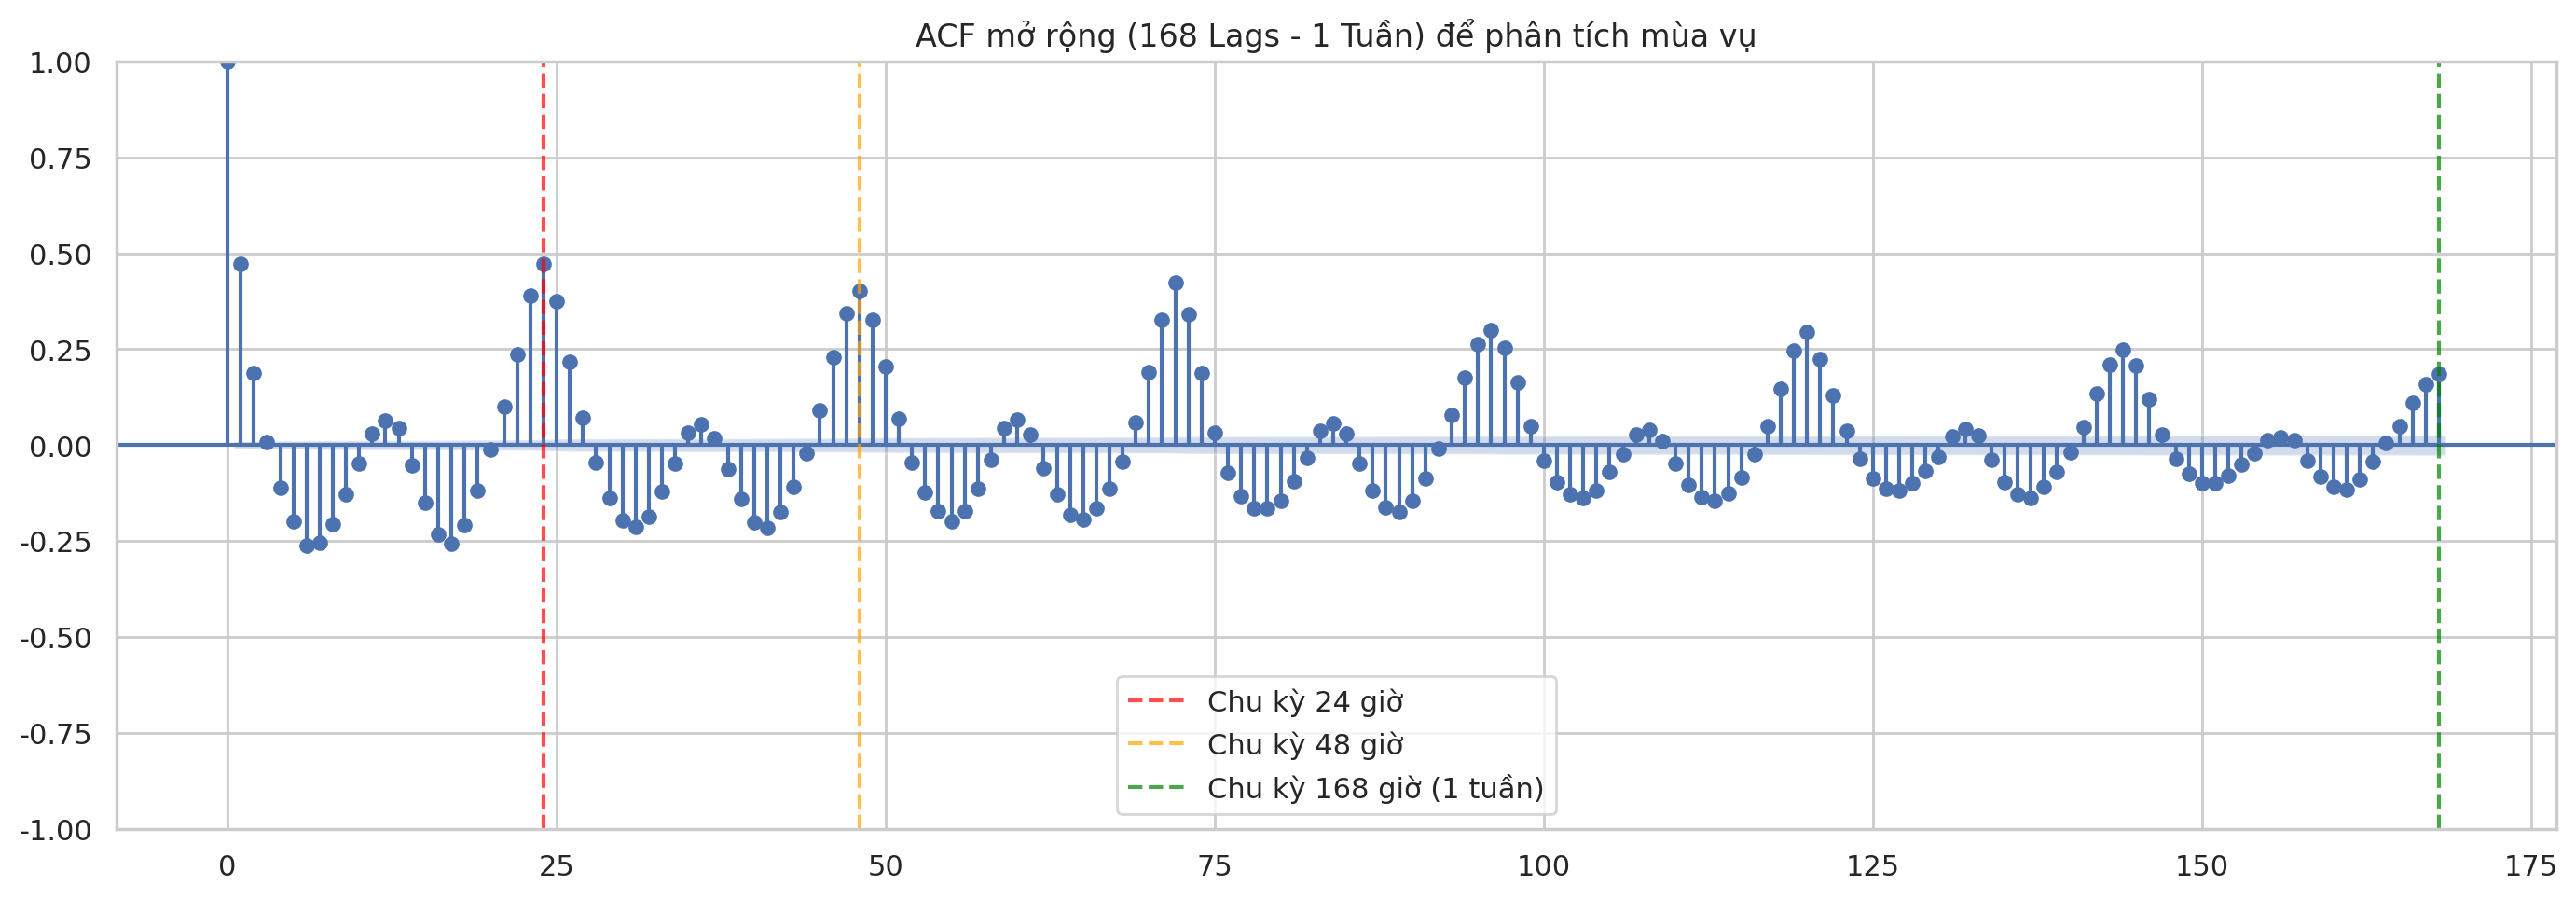 ACF mở rộng (168 Lags - 1 Tuần) để phân tích mùa vụ
1.00
0.75
0.50
0.25
0.00
-0.25
-0.50
-0.75
-1.00
Chu kỳ 24 giờ
Chu kỳ 48 giờ
Chu kỳ 168 giờ (1 tuần)
0 25 50 75 100 125 150 175